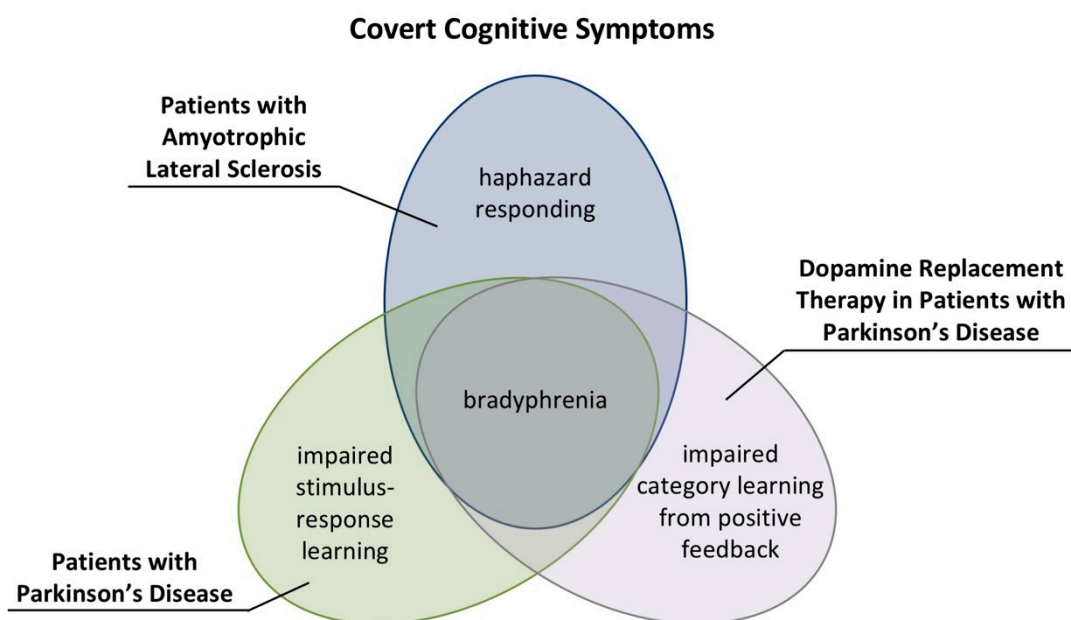 Covert Cognitive Symptoms
Patients with
Amyotrophic
Lateral Sclerosis
haphazard
responding
Dopamine Replacement
Therapy in Patients with
Parkinson’s Disease
bradyphrenia
impaired
stimulus-
response
learning
impaired
category learning
from positive
feedback
Patients with
Parkinson’s Disease